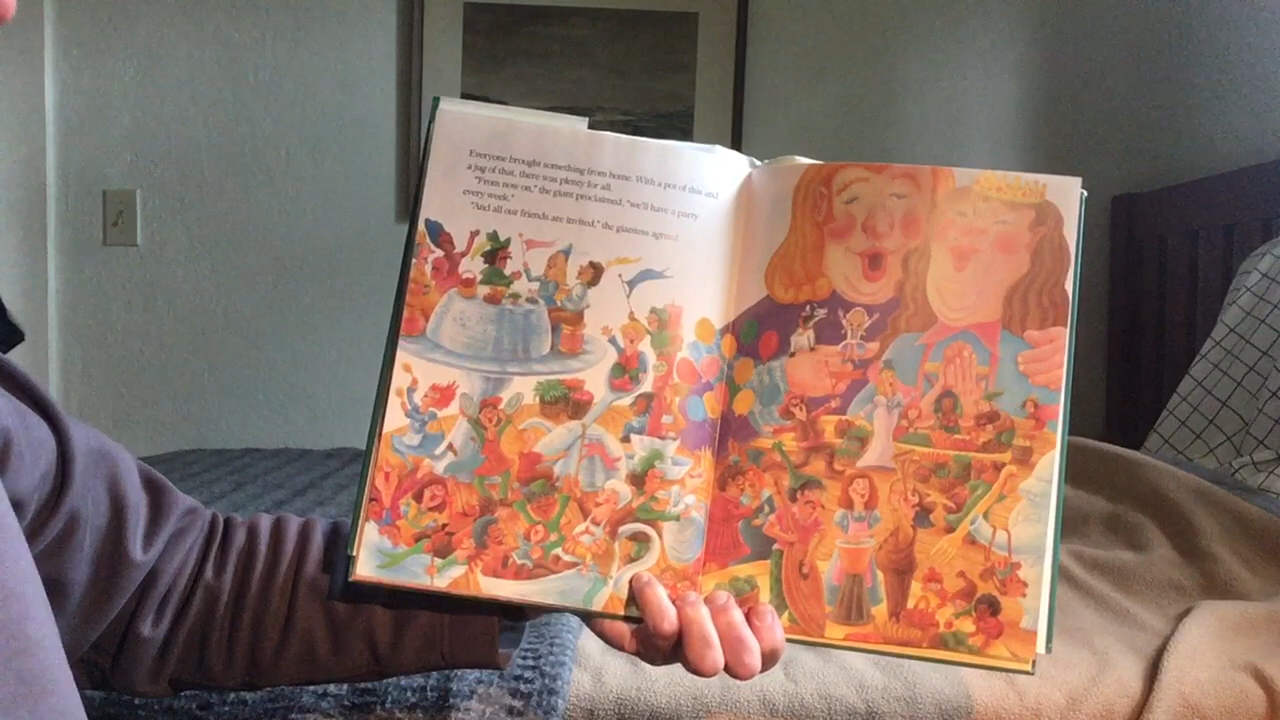 Everyone brought something from home. With a pot of this and
a jug of that, there was plenty for all.
"From now on," the giant proclaimed, "we'll have a party
every week."
"And all our friends are invited," the giantess agreed.